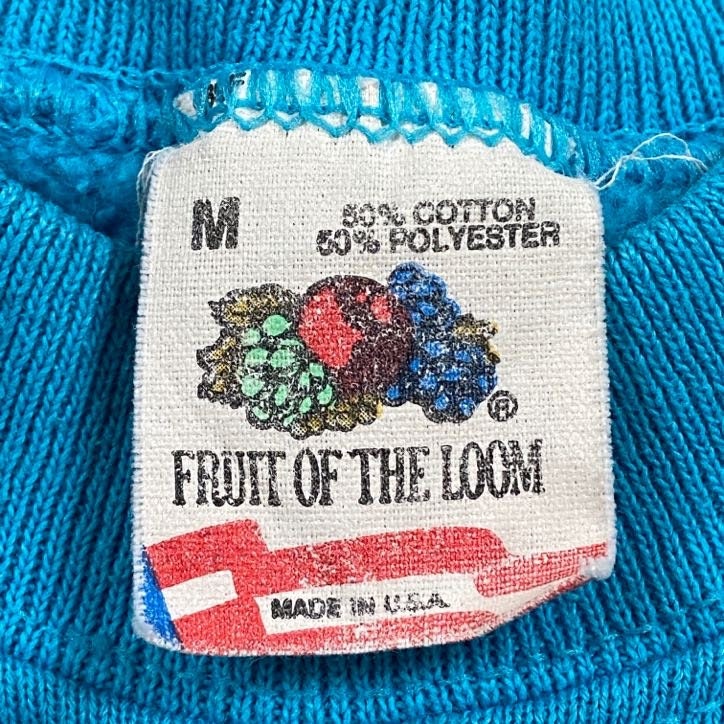 M
50% COTTON
50% POLYESTER
®
FRUIT OF THE LOOM
MADE IN U.S.A.